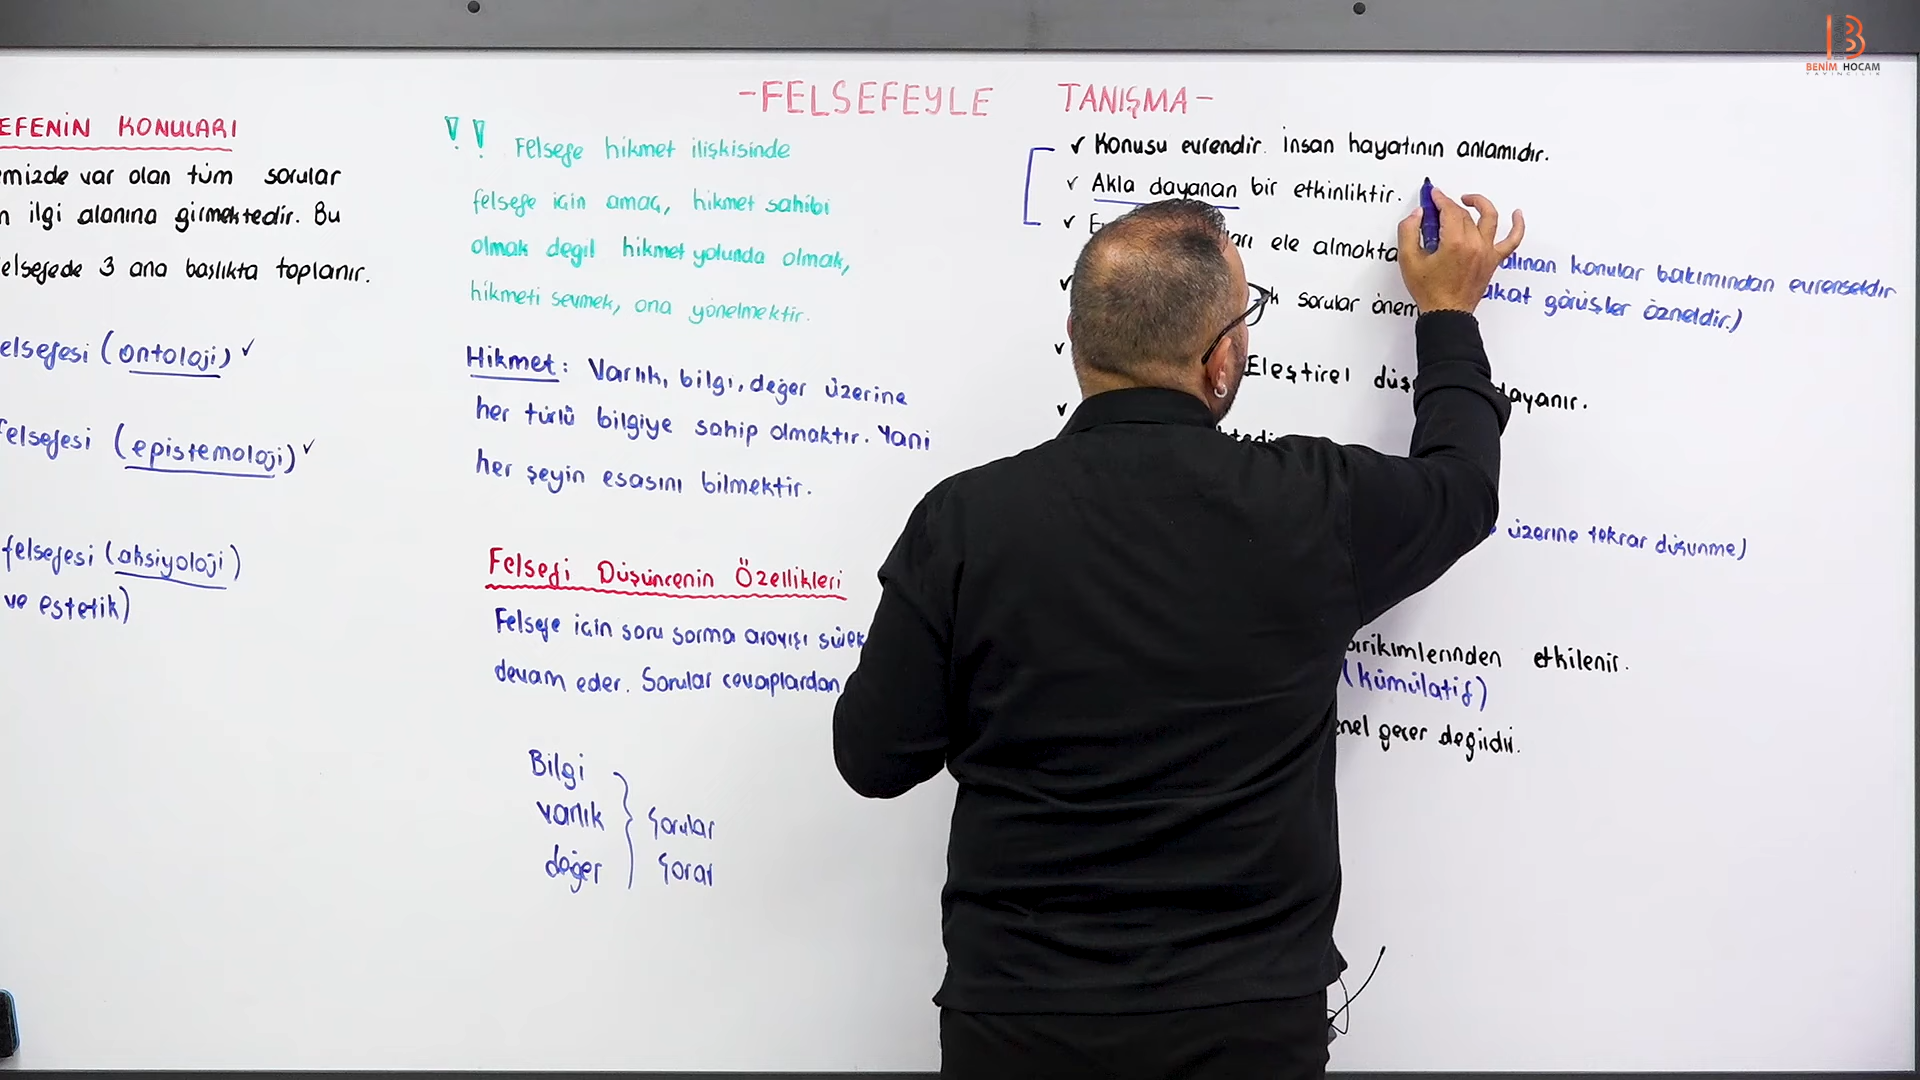 BENİM HOCAM
YAYINCILIK
-FELSEFEYLE TANIŞMA-
EFENİN KONULARI
mizde var olan tüm sorular
n ilgi alanına girmektedir. Bu
elsefede 3 ana başlıkta toplanır.
elsefesi (ontoloji) ✓
felsefesi (epistemoloji) ✓
felsefesi (aksiyoloji)
ve estetik)
!! Felsefe hikmet ilişkisinde
felsefe için amaç, hikmet sahibi
olmak değil hikmet yolunda olmak,
hikmeti sevmek, ona yönelmektir.
Hikmet: Varlık, bilgi, değer üzerine
her türlü bilgiye sahip olmaktır. Yani
her şeyin esasını bilmektir.
Felsefi Düşüncenin Özellikleri
Felsefe için soru sorma arayışı sürek
devam eder. Sorular cevaplardan
Bilgi
varlık
değer
Sorular
Sorar
✓ Konusu evrendir. İnsan hayatının anlamıdır.
✓ Akla dayanan bir etkinliktir.
✓ ları ele almakta
alınan konular bakımından evrenseldir
✓ k sorular önem
akat görüşler özneldir.)
✓ Eleştirel düş dayanır.
✓
üzerine tekrar düşünme)
birikimlerinden etkilenir.
(kümülatif)
enel geçer değildir.